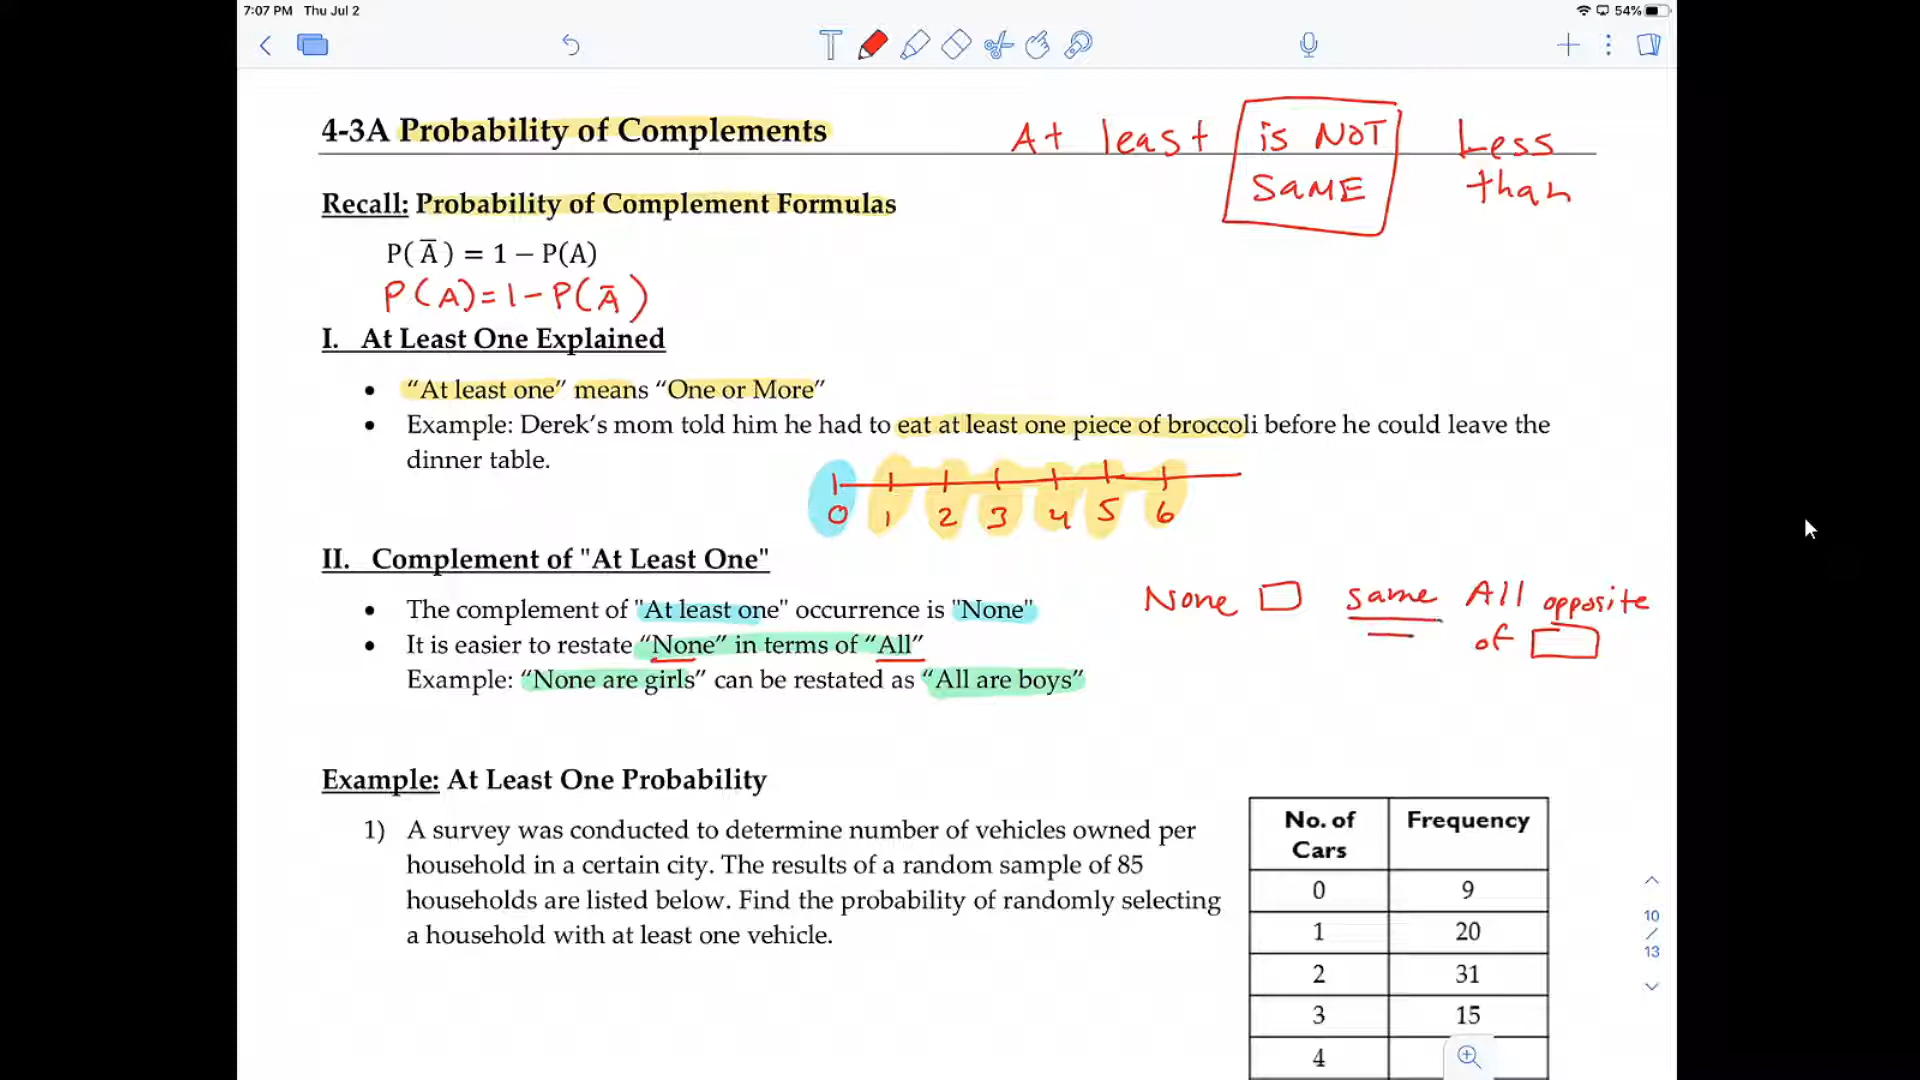 7:07 PM Thu Jul 2
54%
4-3A Probability of Complements
At least is NOT SAME Less than
Recall: Probability of Complement Formulas
P( A̅ ) = 1 – P(A)
P(A)=1-P(A̅)
I. At Least One Explained
• “At least one” means “One or More”
• Example: Derek’s mom told him he had to eat at least one piece of broccoli before he could leave the
dinner table.
0 1 2 3 4 5 6
II. Complement of "At Least One"
None same All opposite
of
• The complement of "At least one" occurrence is "None"
• It is easier to restate “None” in terms of “All”
Example: “None are girls” can be restated as “All are boys”
Example: At Least One Probability
1) A survey was conducted to determine number of vehicles owned per
household in a certain city. The results of a random sample of 85
households are listed below. Find the probability of randomly selecting
a household with at least one vehicle.
No. of Cars Frequency
0 9
1 20
2 31
3 15
4
10
/
13